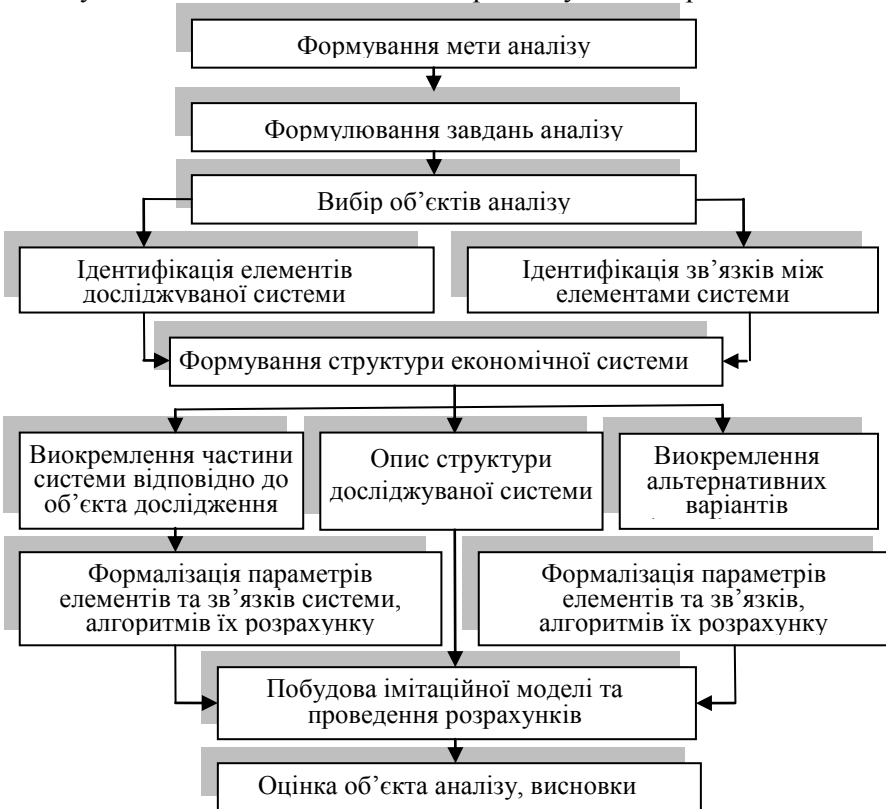 Формування мети аналізу
Формулювання завдань аналізу
Вибір об’єктів аналізу
Ідентифікація елементів
досліджуваної системи
Ідентифікація зв’язків між
елементами системи
Формування структури економічної системи
Виокремлення частини
системи відповідно до
об’єкта дослідження
Опис структури
досліджуваної системи
Виокремлення
альтернативних
варіантів
Формалізація параметрів
елементів та зв’язків системи,
алгоритмів їх розрахунку
Формалізація параметрів
елементів та зв’язків,
алгоритмів їх розрахунку
Побудова імітаційної моделі та
проведення розрахунків
Оцінка об’єкта аналізу, висновки